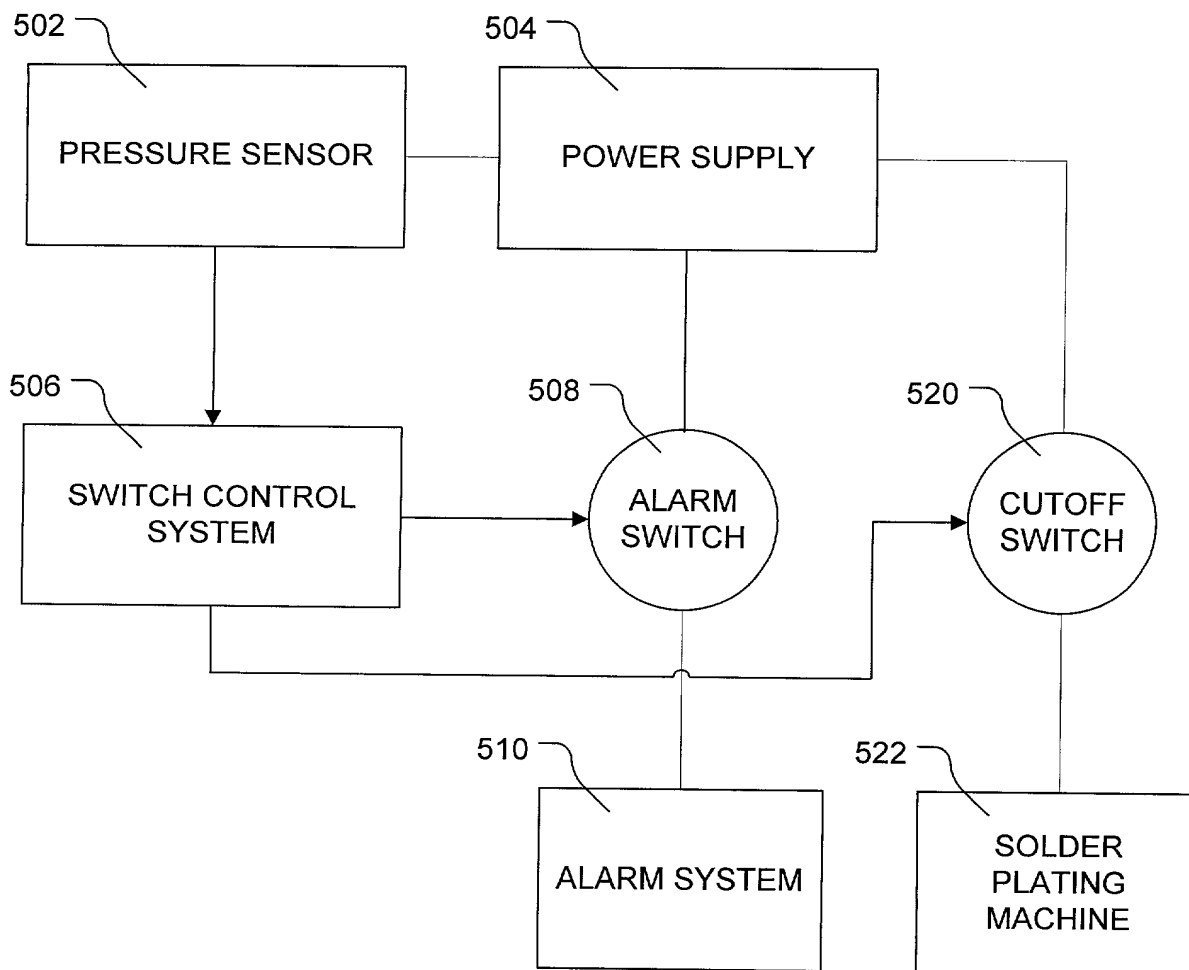 502
504
PRESSURE SENSOR
POWER SUPPLY
506
508
520
SWITCH CONTROL
SYSTEM
ALARM
SWITCH
CUTOFF
SWITCH
510
522
ALARM SYSTEM
SOLDER
PLATING
MACHINE